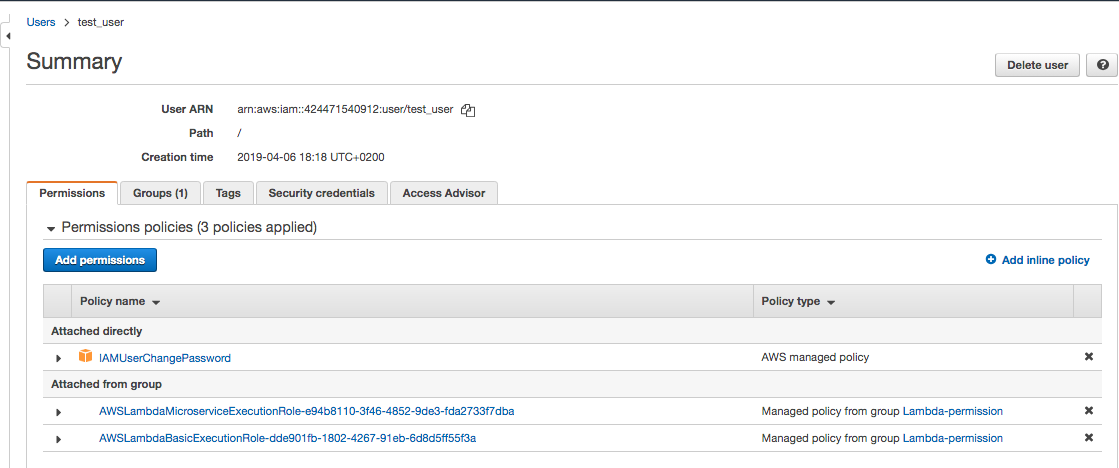 Users > test_user
Summary
Delete user ?
User ARN arn:aws:iam::424471540912:user/test_user
Path /
Creation time 2019-04-06 18:18 UTC+0200
Permissions Groups (1) Tags Security credentials Access Advisor
Permissions policies (3 policies applied)
Add permissions Add inline policy
Policy name Policy type
Attached directly
IAMUserChangePassword AWS managed policy
Attached from group
AWSLambdaMicroserviceExecutionRole-e94b8110-3f46-4852-9de3-fda2733f7dba Managed policy from group Lambda-permission
AWSLambdaBasicExecutionRole-dde901fb-1802-4267-91eb-6d8d5ff55f3a Managed policy from group Lambda-permission